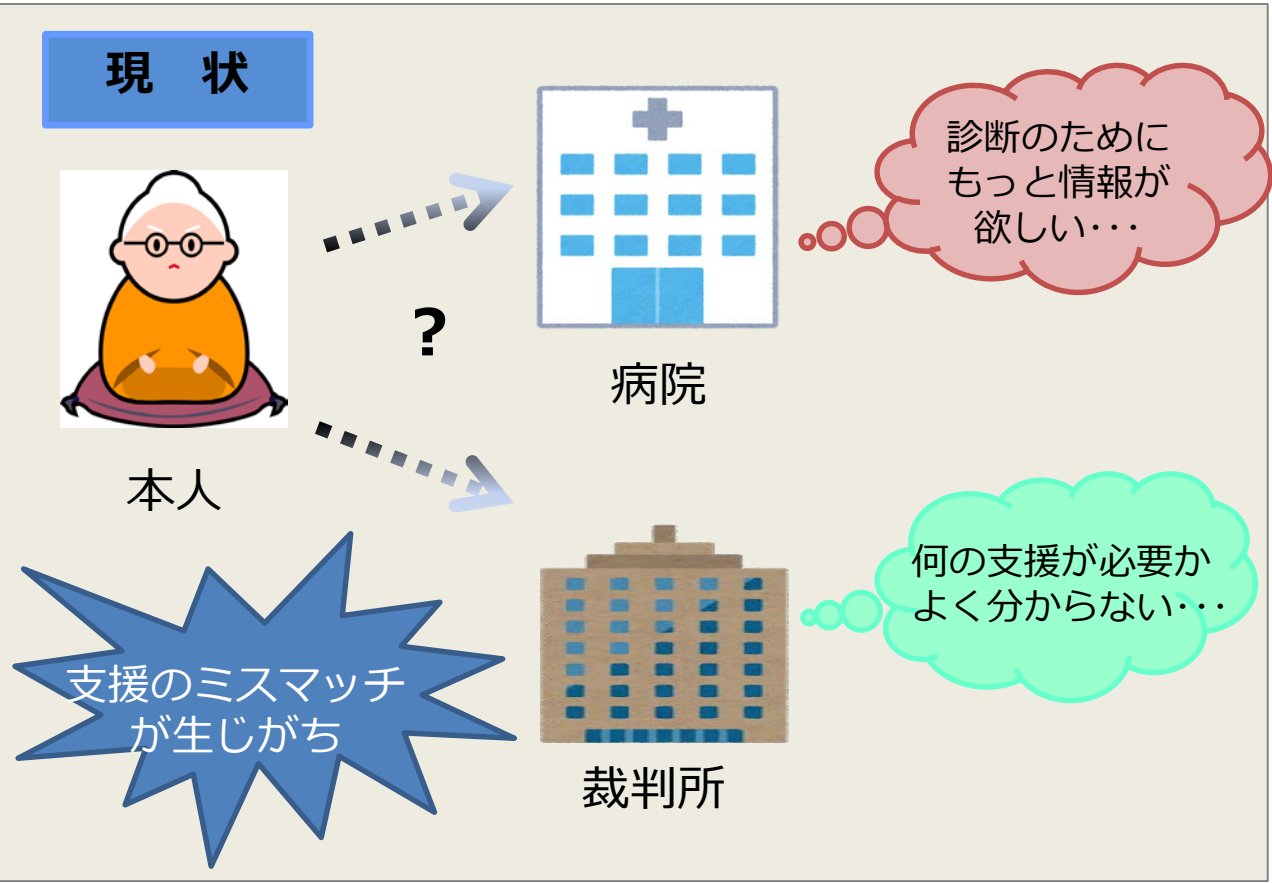 現　状
診断のために
もっと情報が
欲しい･･･
?
病院
本人
何の支援が必要か
よく分からない･･･
支援のミスマッチ
が生じがち
裁判所